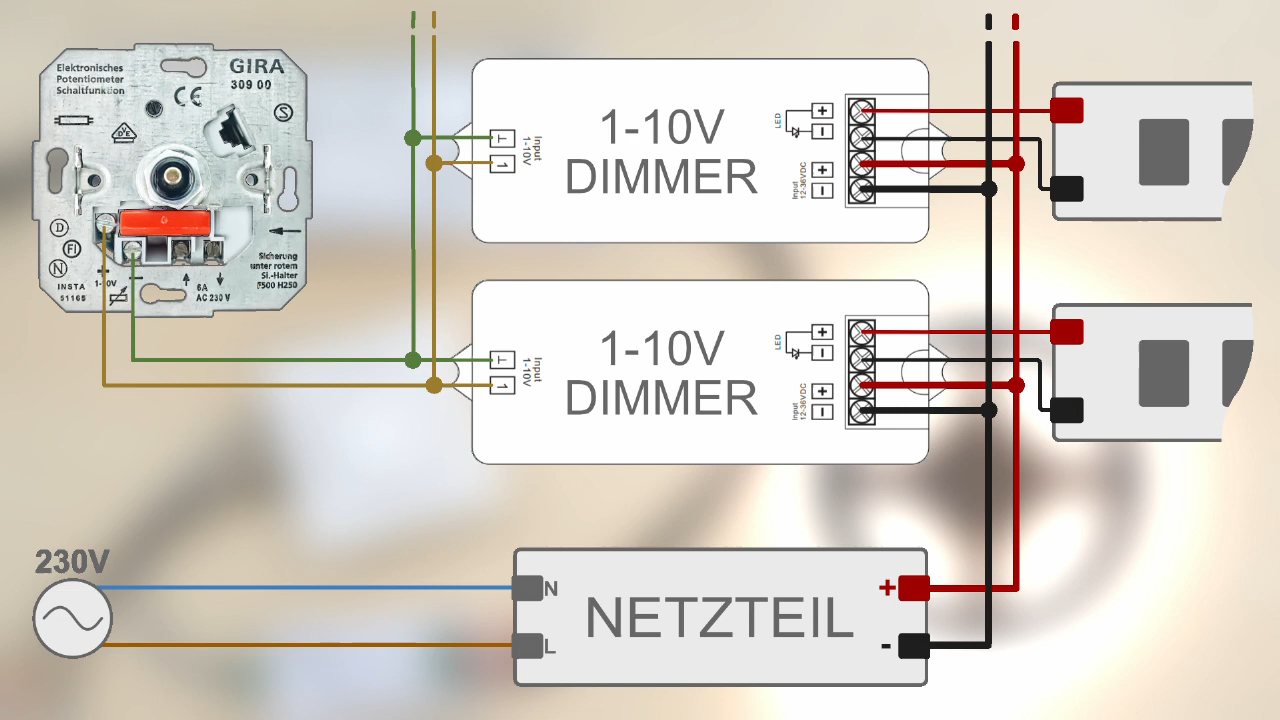 Elektronisches
Potentiometer
Schaltfunktion
GIRA
309 00
CE
S
VDE
D
FI
N
INSTA
51165
+
1-10V
−
6A
AC 230 V
Sicherung
unter rotem
Si.-Halter
F500 H250
1-10V
DIMMER
Input
1-10V
LED
+
−
Input
12-36VDC
+
−
1-10V
DIMMER
Input
1-10V
LED
+
−
Input
12-36VDC
+
−
230V
N
L
NETZTEIL
+
-